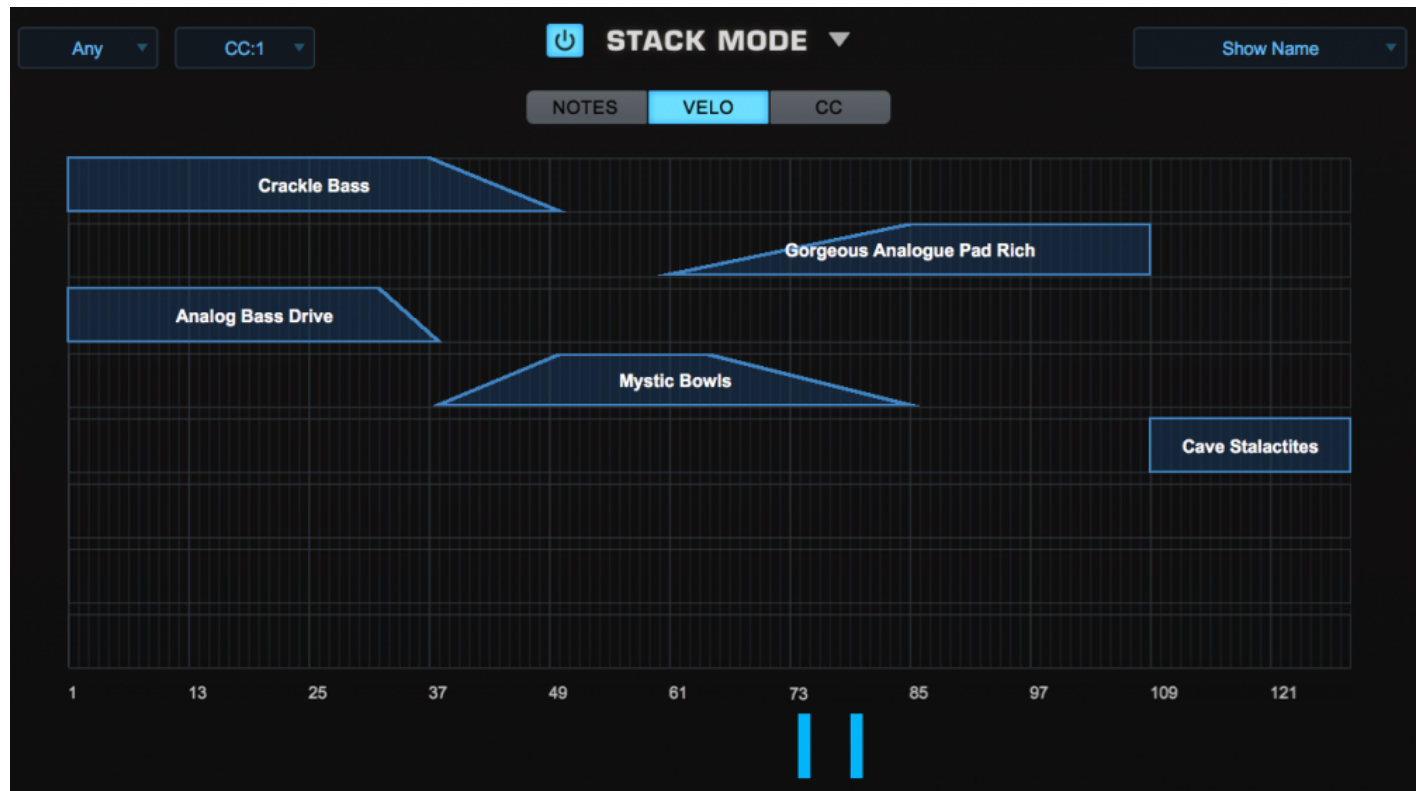 Any CC:1 STACK MODE Show Name
NOTES VELO CC
Crackle Bass
Gorgeous Analogue Pad Rich
Analog Bass Drive
Mystic Bowls
Cave Stalactites
1 13 25 37 49 61 73 85 97 109 121